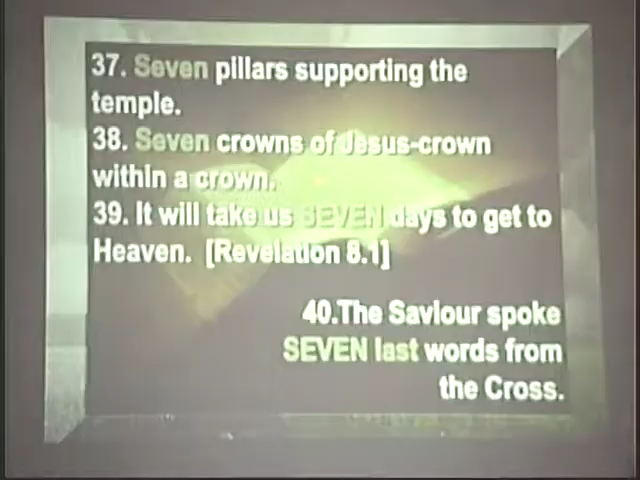 37. Seven pillars supporting the
temple.
38. Seven crowns of Jesus-crown
within a crown.
39. It will take us SEVEN days to get to
Heaven. [Revelation 8.1]
40.The Saviour spoke
SEVEN last words from
the Cross.